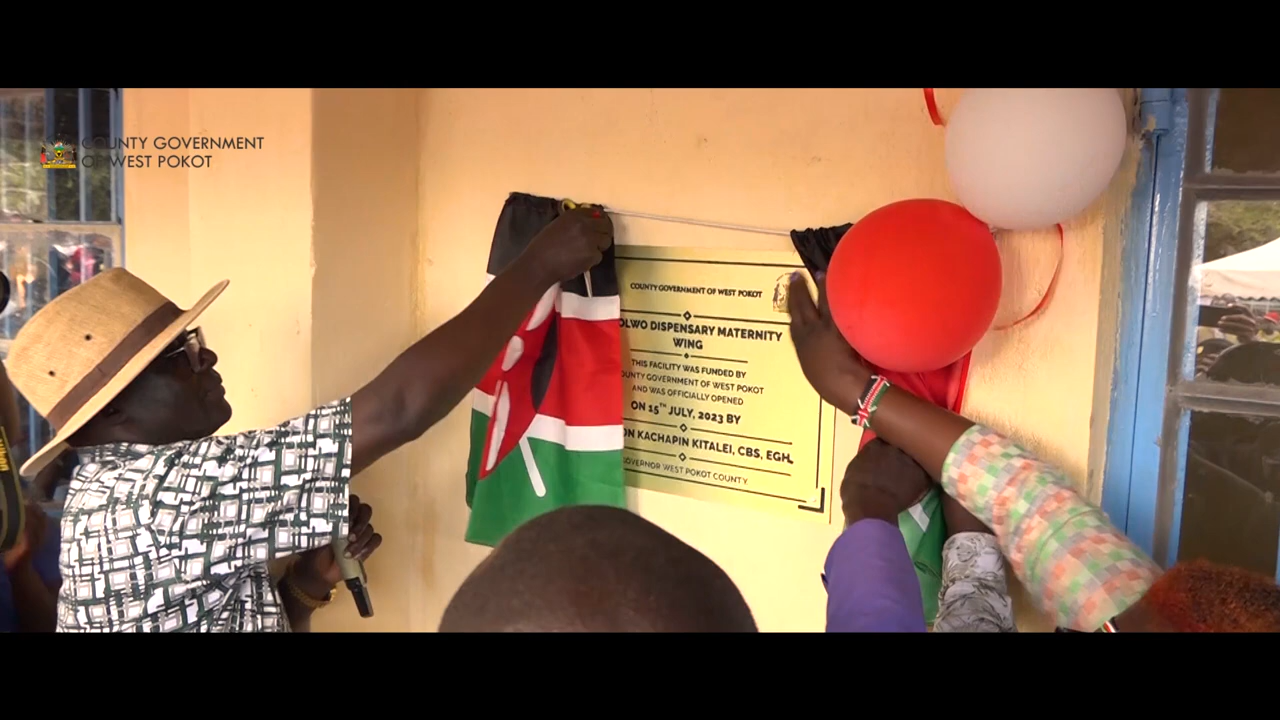 COUNTY GOVERNMENT
OF WEST POKOT
COUNTY GOVERNMENT OF WEST POKOT
DISPENSARY MATERNITY
WING
THIS FACILITY WAS FUNDED BY
COUNTY GOVERNMENT OF WEST POKOT
AND WAS OFFICIALLY OPENED
ON 15TH JULY, 2023 BY
KACHAPIN KITALEI, CBS, EGH,
GOVERNOR WEST POKOT COUNTY